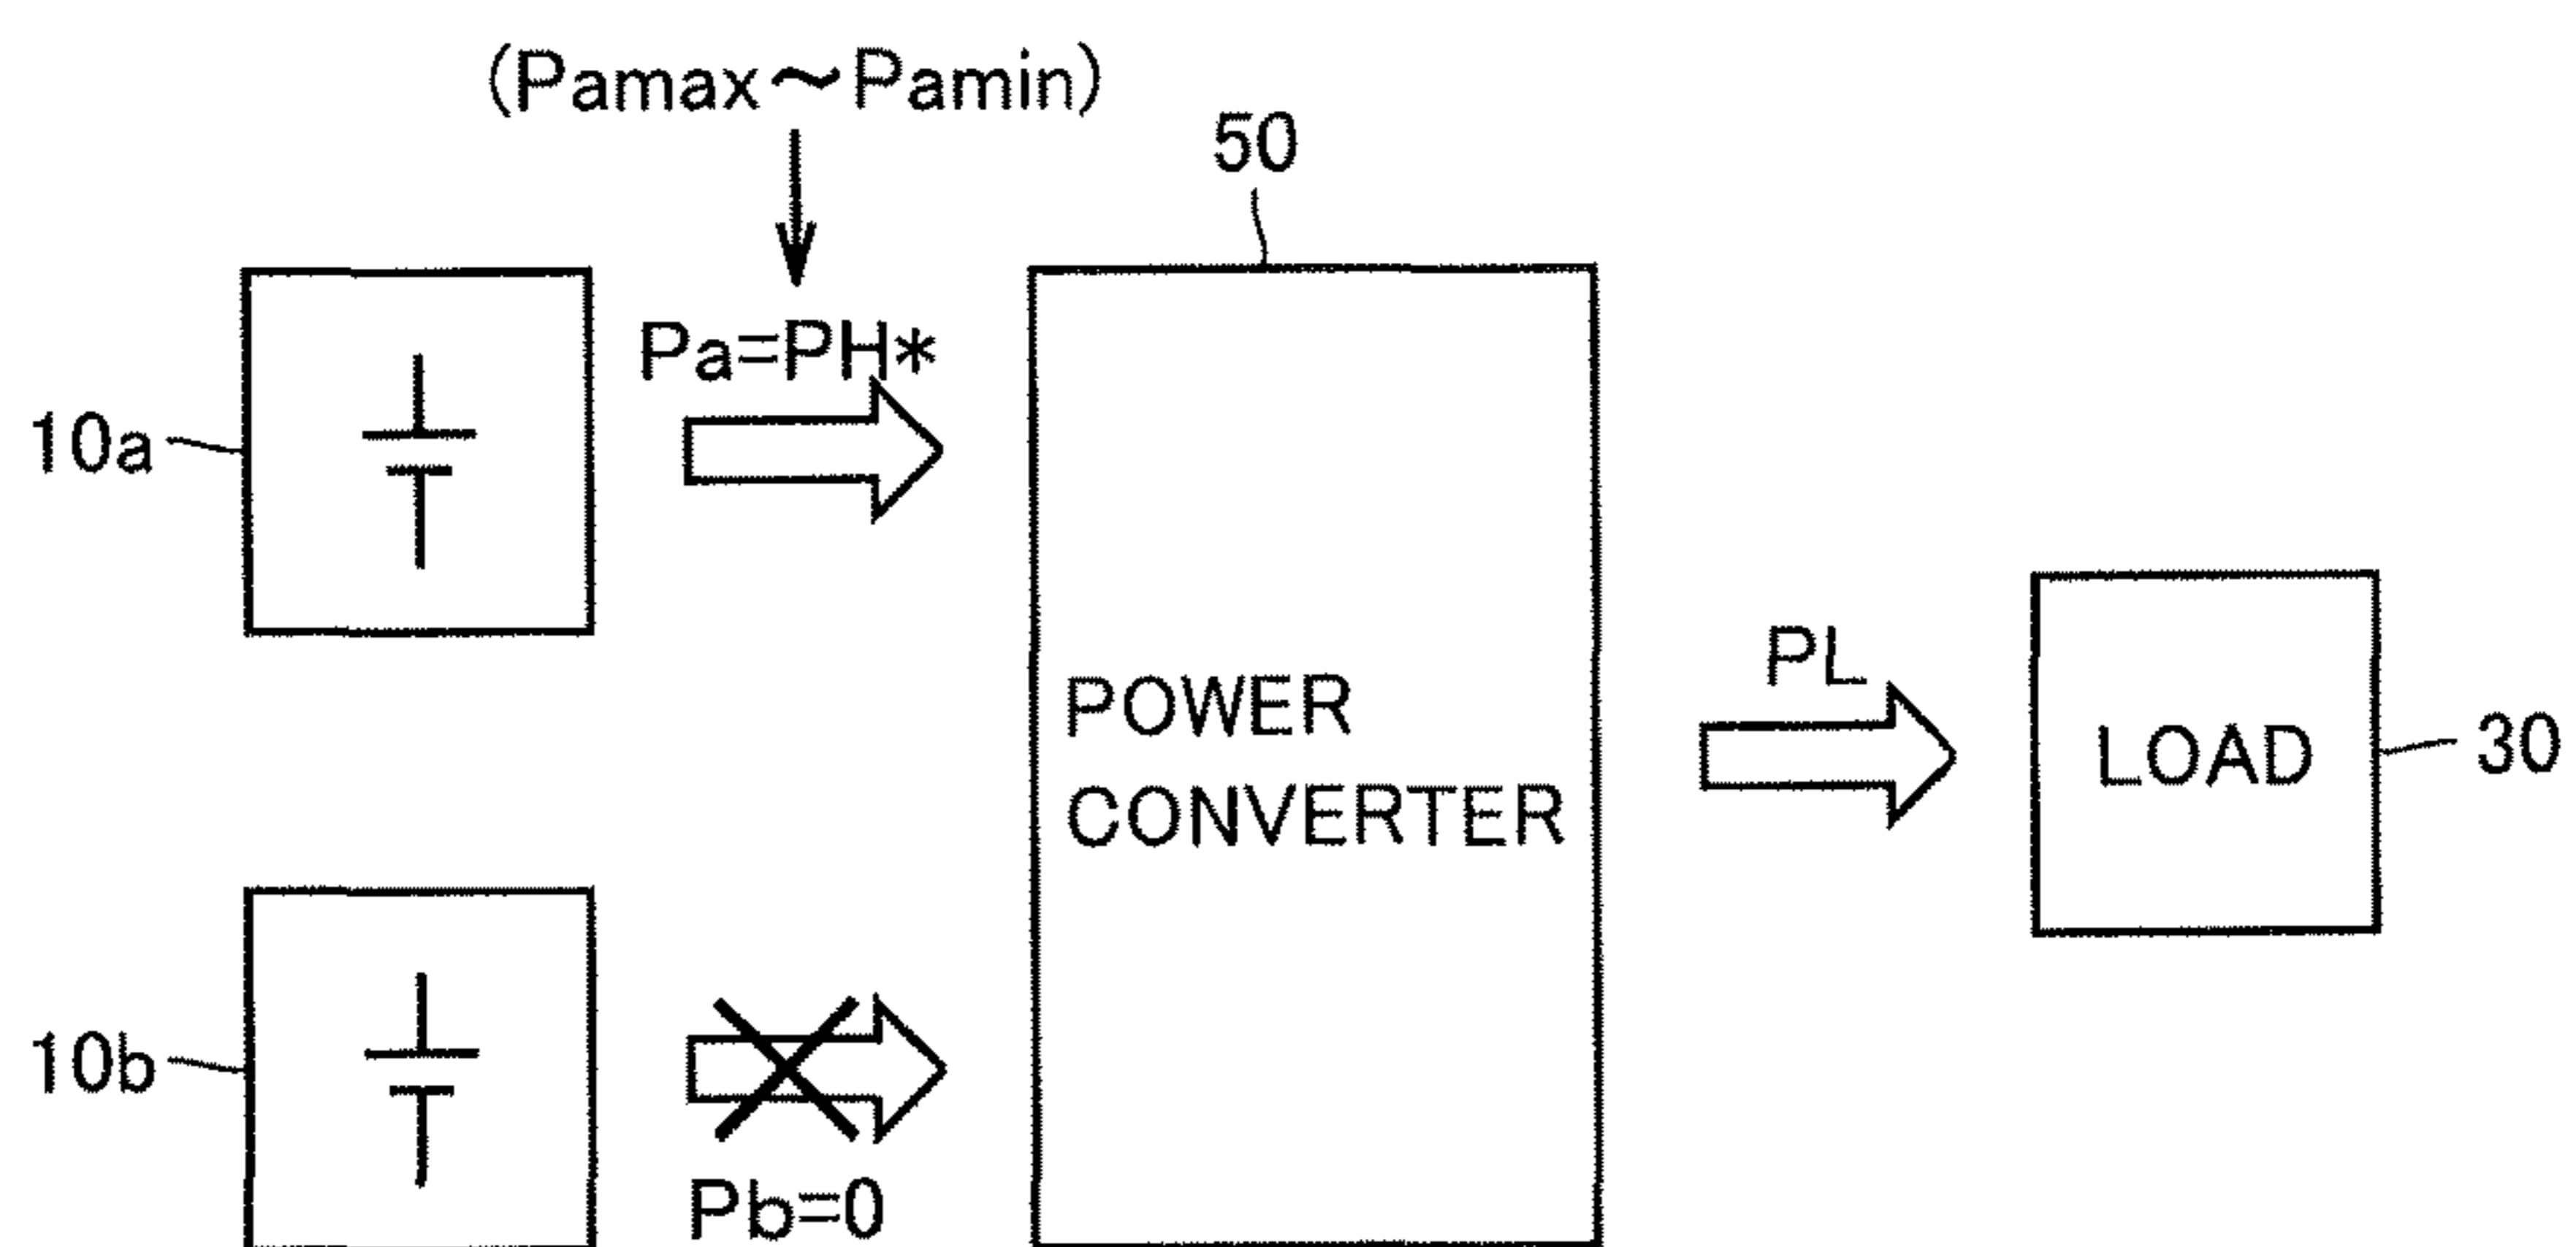 (Pamax～Pamin)
50
Pa=PH*
10a
PL
POWER
CONVERTER
LOAD
30
10b
Pb=0